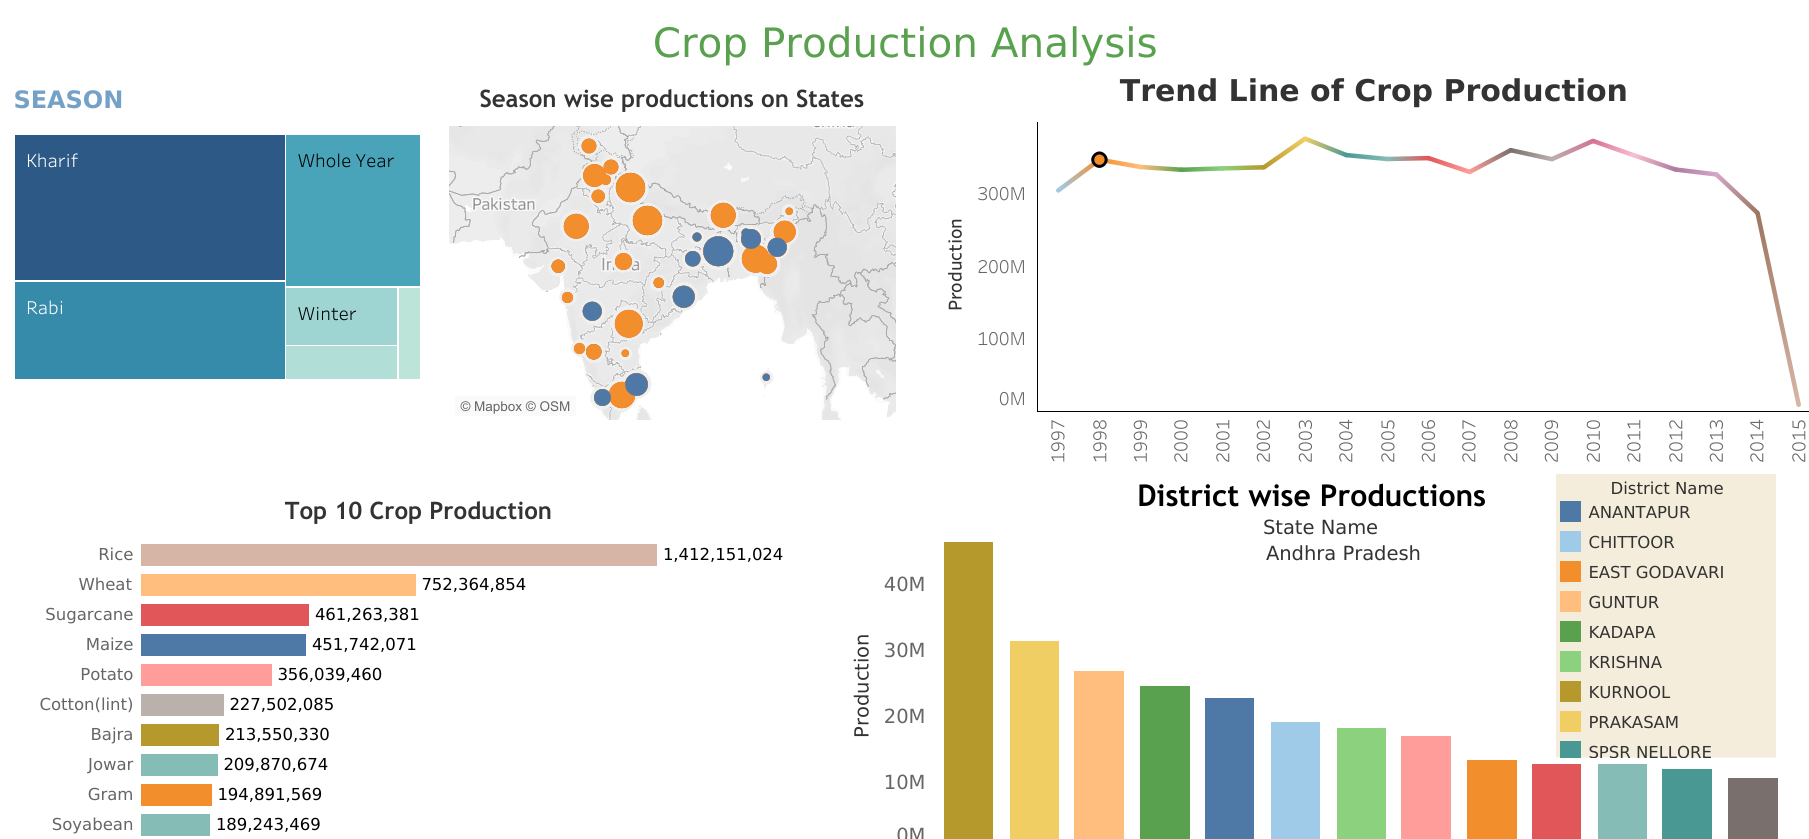 Crop Production Analysis
SEASON
Kharif
Whole Year
Rabi
Winter
Season wise productions on States
Pakistan
India
© Mapbox © OSM
Trend Line of Crop Production
Production
300M
200M
100M
0M
1997
1998
1999
2000
2001
2002
2003
2004
2005
2006
2007
2008
2009
2010
2011
2012
2013
2014
2015
Top 10 Crop Production
Rice 1,412,151,024
Wheat 752,364,854
Sugarcane 461,263,381
Maize 451,742,071
Potato 356,039,460
Cotton(lint) 227,502,085
Bajra 213,550,330
Jowar 209,870,674
Gram 194,891,569
Soyabean 189,243,469
District wise Productions
State Name
Andhra Pradesh
Production
40M
30M
20M
10M
0M
District Name
ANANTAPUR
CHITTOOR
EAST GODAVARI
GUNTUR
KADAPA
KRISHNA
KURNOOL
PRAKASAM
SPSR NELLORE